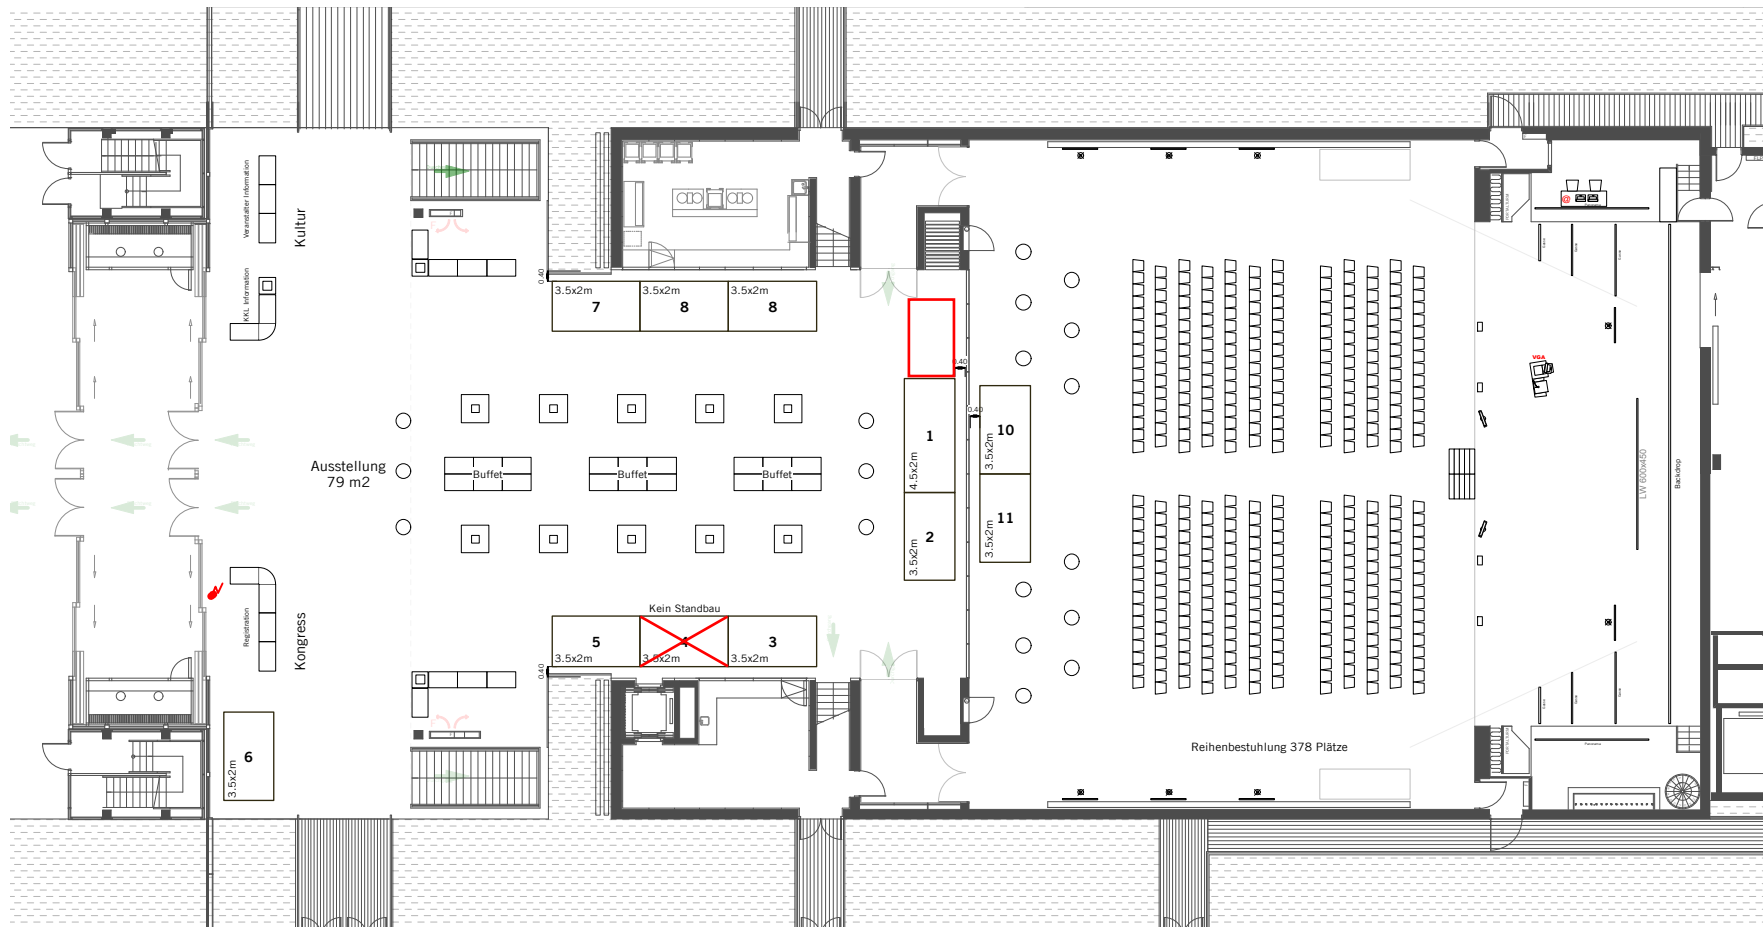 Veranstalter Information
Kultur
KKL Information
0.40
3.5x2m
7
3.5x2m
8
3.5x2m
8
0.40
0.40
1
4.5x2m
2
3.5x2m
10
3.5x2m
11
3.5x2m
Ausstellung
79 m2
Buffet
Buffet
Buffet
Kein Standbau
5
3.5x2m
4
3.5x2m
3
3.5x2m
0.40
Registration
Kongress
6
3.5x2m
Reihenbestuhlung 378 Plätze
@
VGA
LW 600x450
Backdrop
Panorama